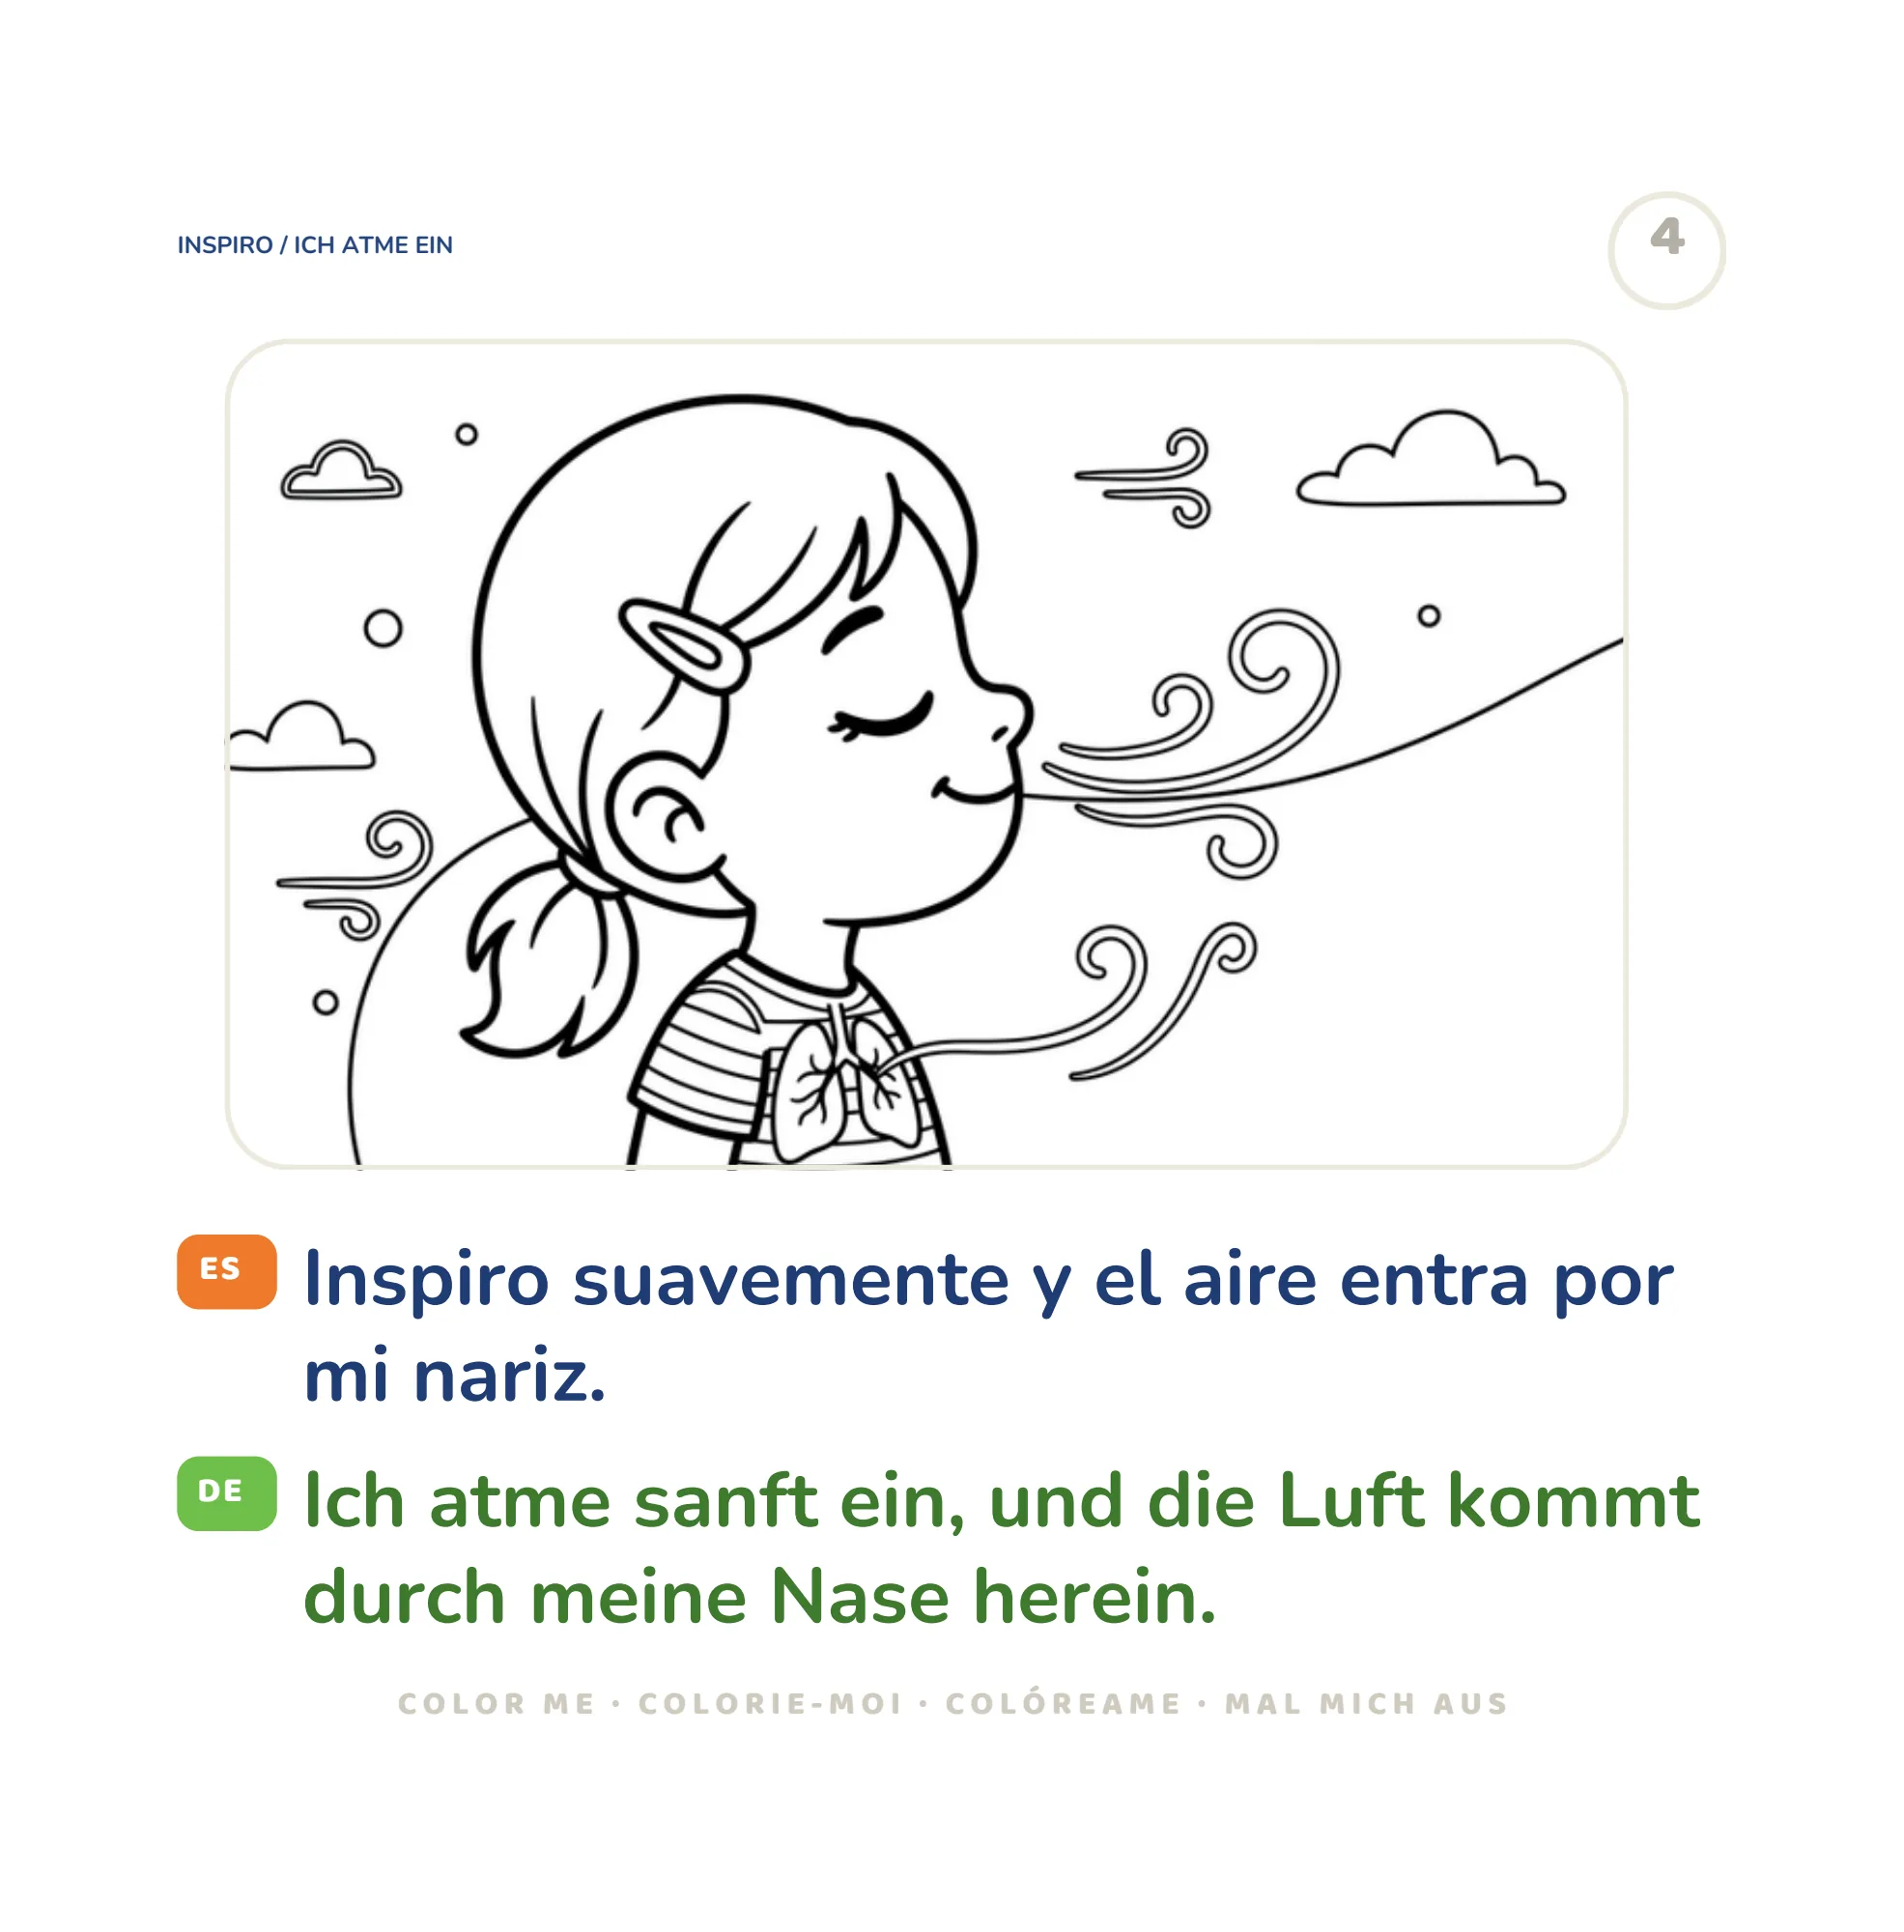 INSPIRO / ICH ATME EIN
4
ES
Inspiro suavemente y el aire entra por
mi nariz.
DE
Ich atme sanft ein, und die Luft kommt
durch meine Nase herein.
COLOR ME · COLORIE-MOI · COLÓREAME · MAL MICH AUS